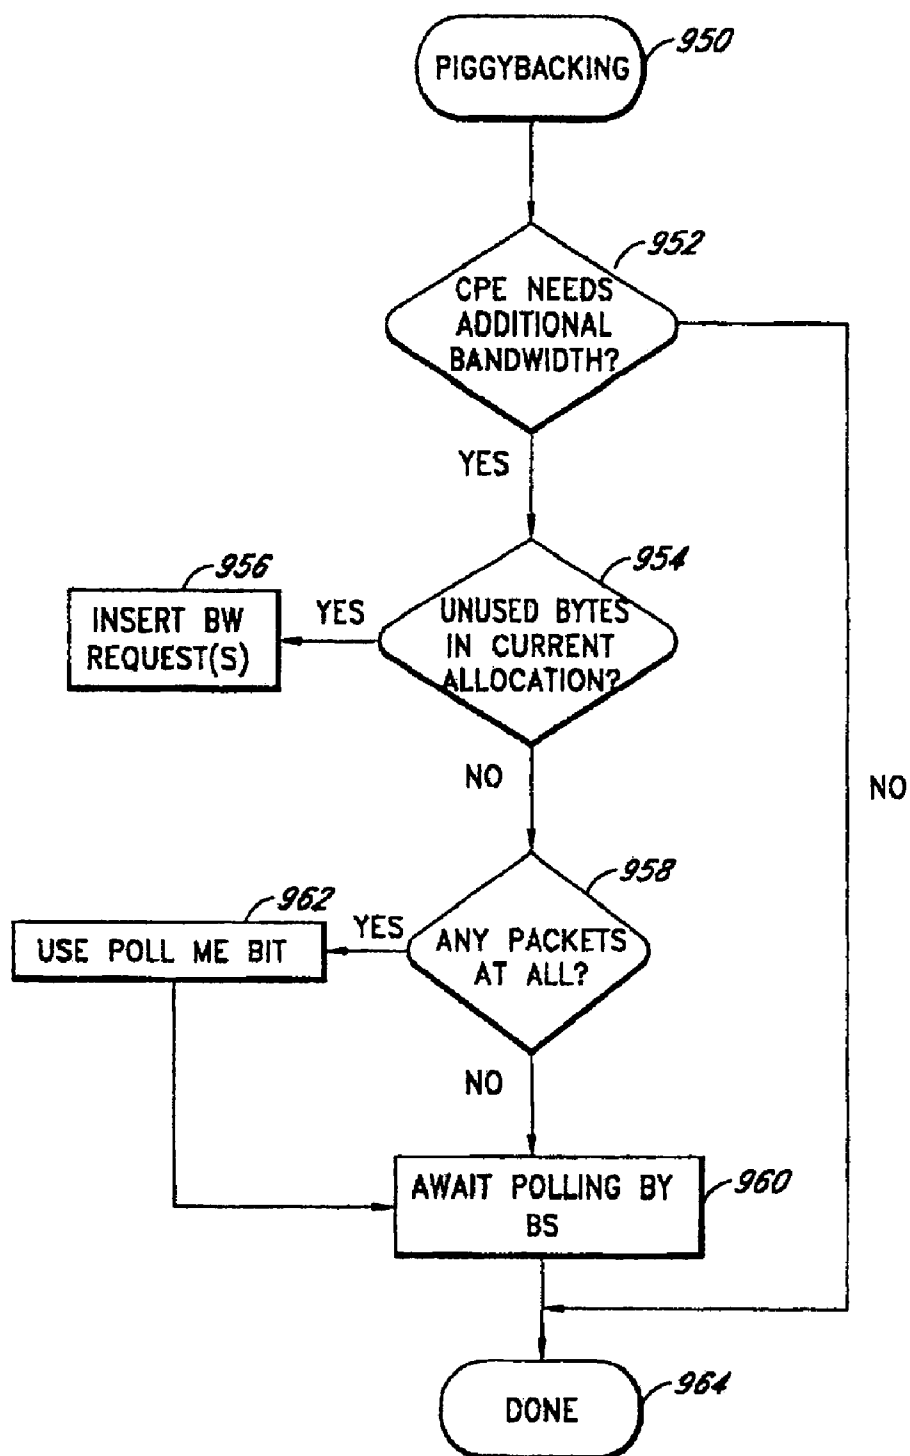 PIGGYBACKING
950
952
CPE NEEDS
ADDITIONAL
BANDWIDTH?
YES
954
UNUSED BYTES
IN CURRENT
ALLOCATION?
YES
956
INSERT BW
REQUEST(S)
NO
NO
958
ANY PACKETS
AT ALL?
YES
962
USE POLL ME BIT
NO
AWAIT POLLING BY
BS
960
DONE
964